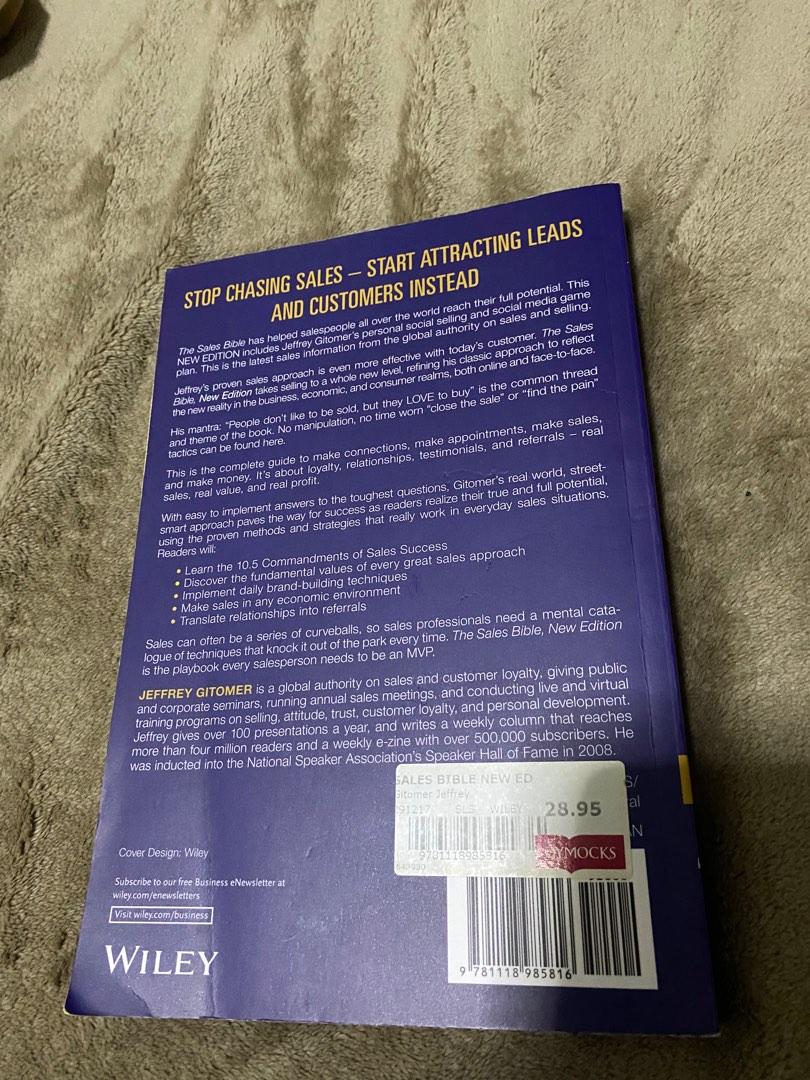 STOP CHASING SALES – START ATTRACTING LEADS
AND CUSTOMERS INSTEAD
The Sales Bible has helped salespeople all over the world reach their full potential. This
NEW EDITION includes Jeffrey Gitomer's personal social selling and social media game
plan. This is the latest sales information from the global authority on sales and selling.
Jeffrey's proven sales approach is even more effective with today's customer. The Sales
Bible, New Edition takes selling to a whole new level, refining his classic approach to reflect
the new reality in the business, economic, and consumer realms, both online and face-to-face.
His mantra: "People don't like to be sold, but they LOVE to buy" is the common thread
and theme of the book. No manipulation, no time worn "close the sale" or "find the pain"
tactics can be found here.
This is the complete guide to make connections, make appointments, make sales,
and make money. It's about loyalty, relationships, testimonials, and referrals – real
sales, real value, and real profit.
With easy to implement answers to the toughest questions, Gitomer's real world, street-
smart approach paves the way for success as readers realize their true and full potential,
using the proven methods and strategies that really work in everyday sales situations.
Readers will:
• Learn the 10.5 Commandments of Sales Success
• Discover the fundamental values of every great sales approach
• Implement daily brand-building techniques
• Make sales in any economic environment
• Translate relationships into referrals
Sales can often be a series of curveballs, so sales professionals need a mental cata-
logue of techniques that knock it out of the park every time. The Sales Bible, New Edition
is the playbook every salesperson needs to be an MVP.
JEFFREY GITOMER is a global authority on sales and customer loyalty, giving public
and corporate seminars, running annual sales meetings, and conducting live and virtual
training programs on selling, attitude, trust, customer loyalty, and personal development.
Jeffrey gives over 100 presentations a year, and writes a weekly column that reaches
more than four million readers and a weekly e-zine with over 500,000 subscribers. He
was inducted into the National Speaker Association's Speaker Hall of Fame in 2008.
SALES BIBLE NEW ED
Gitomer Jeffrey
91217 SLS WILEY 28.95
9781118985816
YMOCKS
Cover Design: Wiley
Subscribe to our free Business eNewsletter at
wiley.com/enewsletters
Visit wiley.com/business
WILEY
9 781118 985816